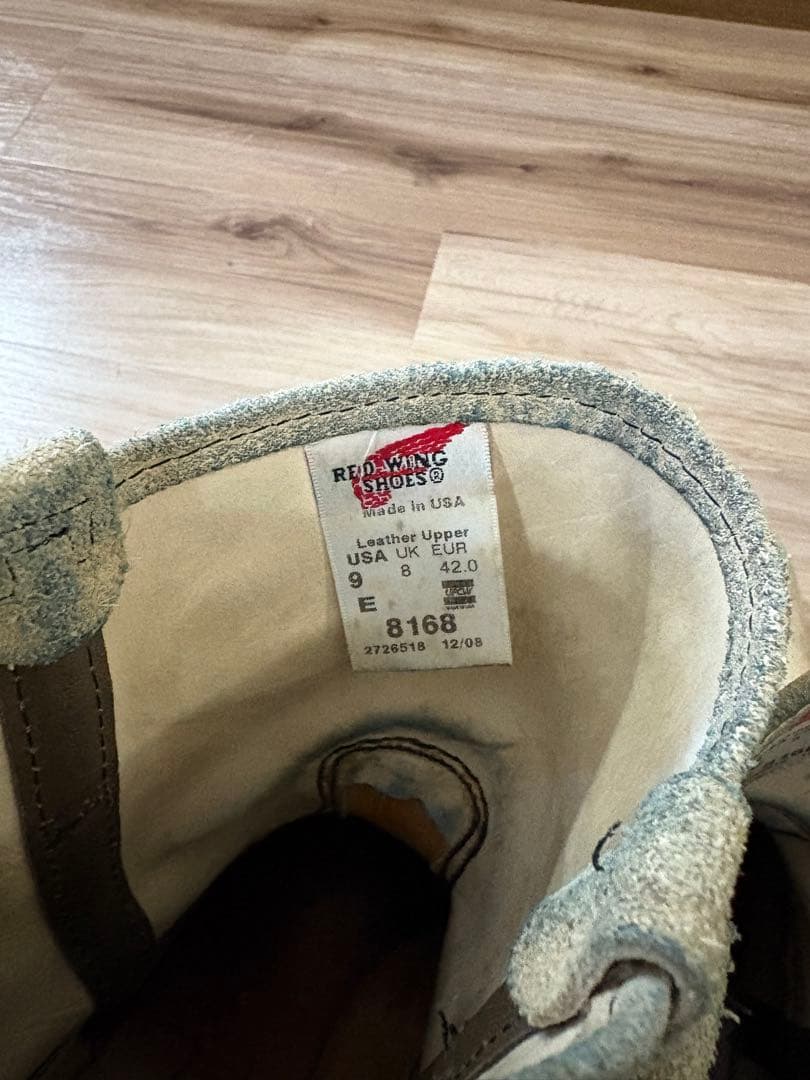 RED WING
SHOES®
Made in USA
Leather Upper
USA UK EUR
9 8 42.0
E UFCW
8168
2726518 12/08